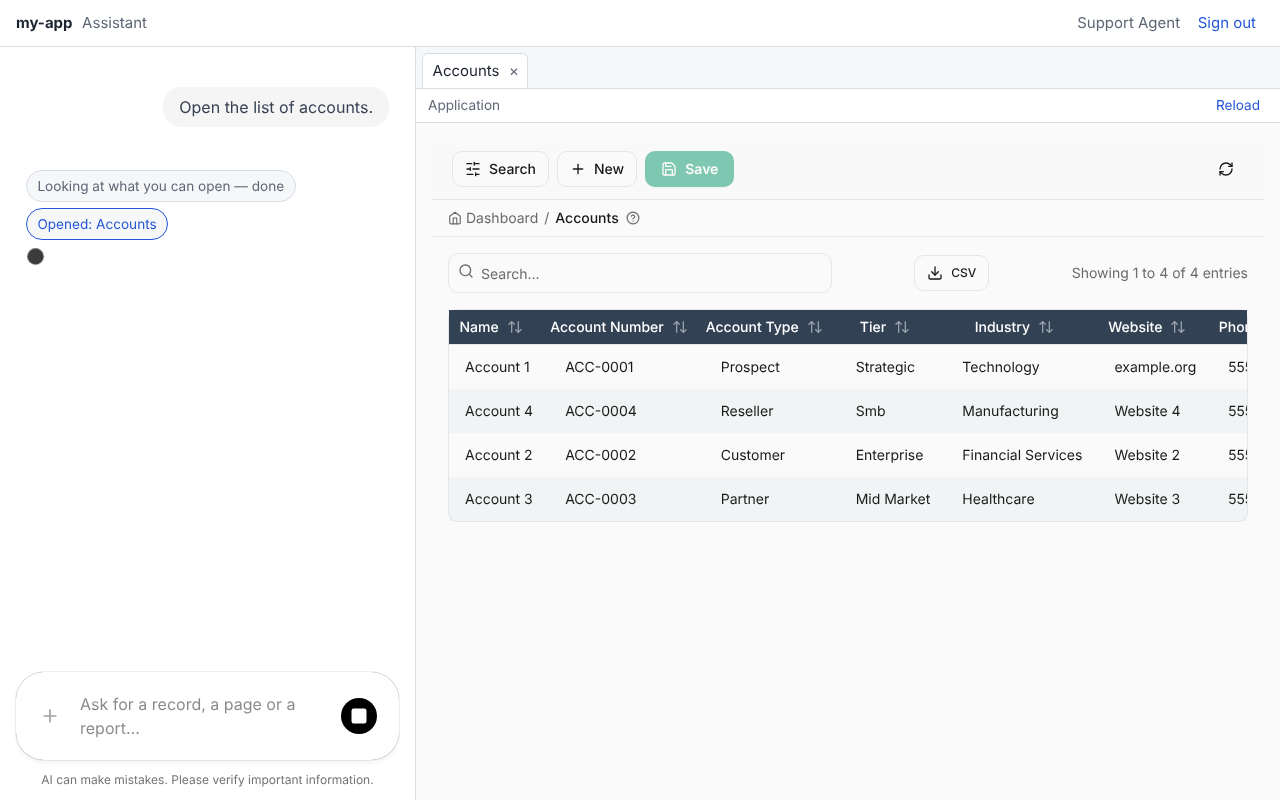 my-app Assistant
Support Agent Sign out
Open the list of accounts.
Looking at what you can open — done
Opened: Accounts
Ask for a record, a page or a
report...
AI can make mistakes. Please verify important information.
Accounts ×
Application Reload
Search New Save
Dashboard / Accounts
Search... CSV Showing 1 to 4 of 4 entries
Name Account Number Account Type Tier Industry Website
Account 1 ACC-0001 Prospect Strategic Technology example.org
Account 4 ACC-0004 Reseller Smb Manufacturing Website 4
Account 2 ACC-0002 Customer Enterprise Financial Services Website 2
Account 3 ACC-0003 Partner Mid Market Healthcare Website 3